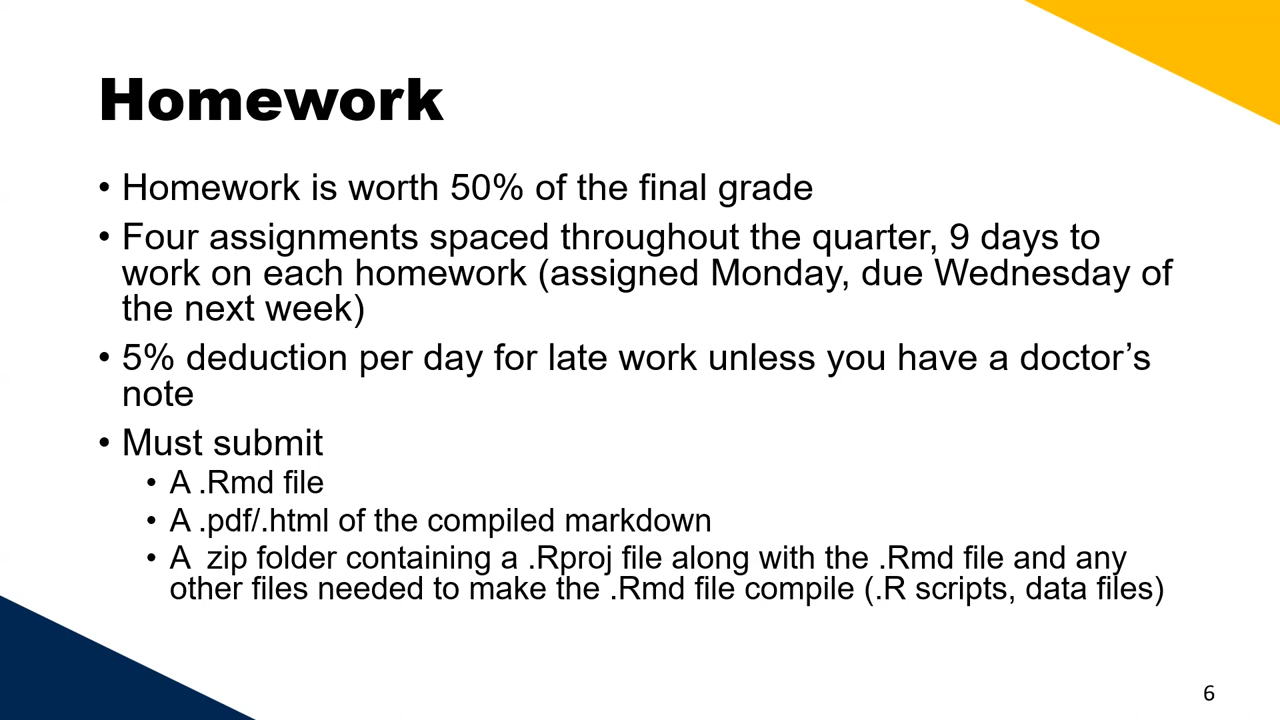 Homework
• Homework is worth 50% of the final grade
• Four assignments spaced throughout the quarter, 9 days to
work on each homework (assigned Monday, due Wednesday of
the next week)
• 5% deduction per day for late work unless you have a doctor’s
note
• Must submit
• A .Rmd file
• A .pdf/.html of the compiled markdown
• A  zip folder containing a .Rproj file along with the .Rmd file and any
other files needed to make the .Rmd file compile (.R scripts, data files)
6